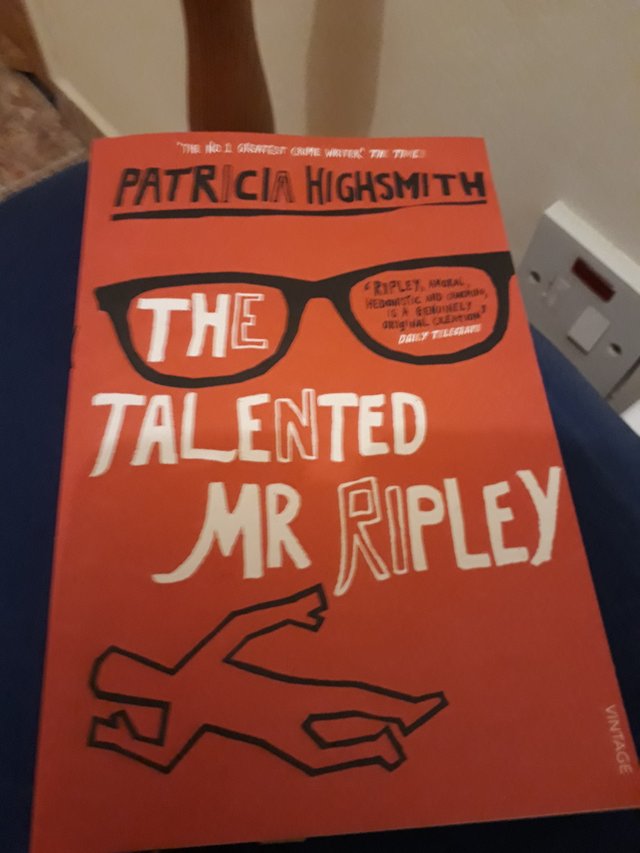 'THE NO.1 GREATEST CRIME WRITER' THE TIMES
PATRICIA HIGHSMITH
THE
'RIPLEY, AMORAL,
HEDONISTIC AND CHARMING,
IS A GENUINELY
ORIGINAL CREATION'
DAILY TELEGRAPH
TALENTED
MR RIPLEY
VINTAGE